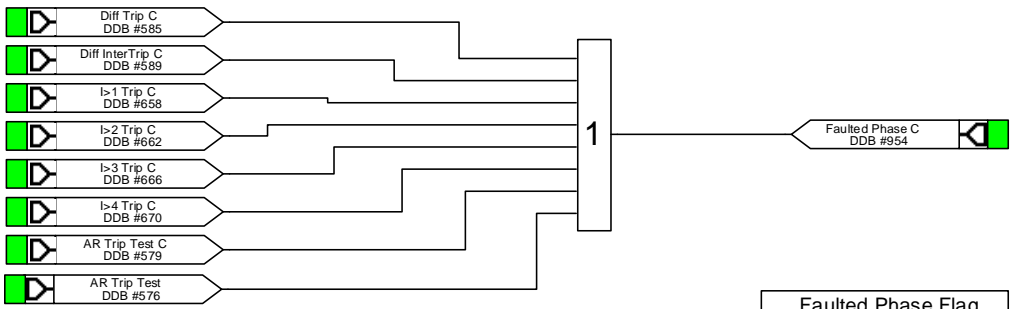 Diff Trip C
DDB #585
Diff InterTrip C
DDB #589
I>1 Trip C
DDB #658
I>2 Trip C
DDB #662
I>3 Trip C
DDB #666
I>4 Trip C
DDB #670
AR Trip Test C
DDB #579
AR Trip Test
DDB #576
1
Faulted Phase C
DDB #954
Faulted Phase Flag